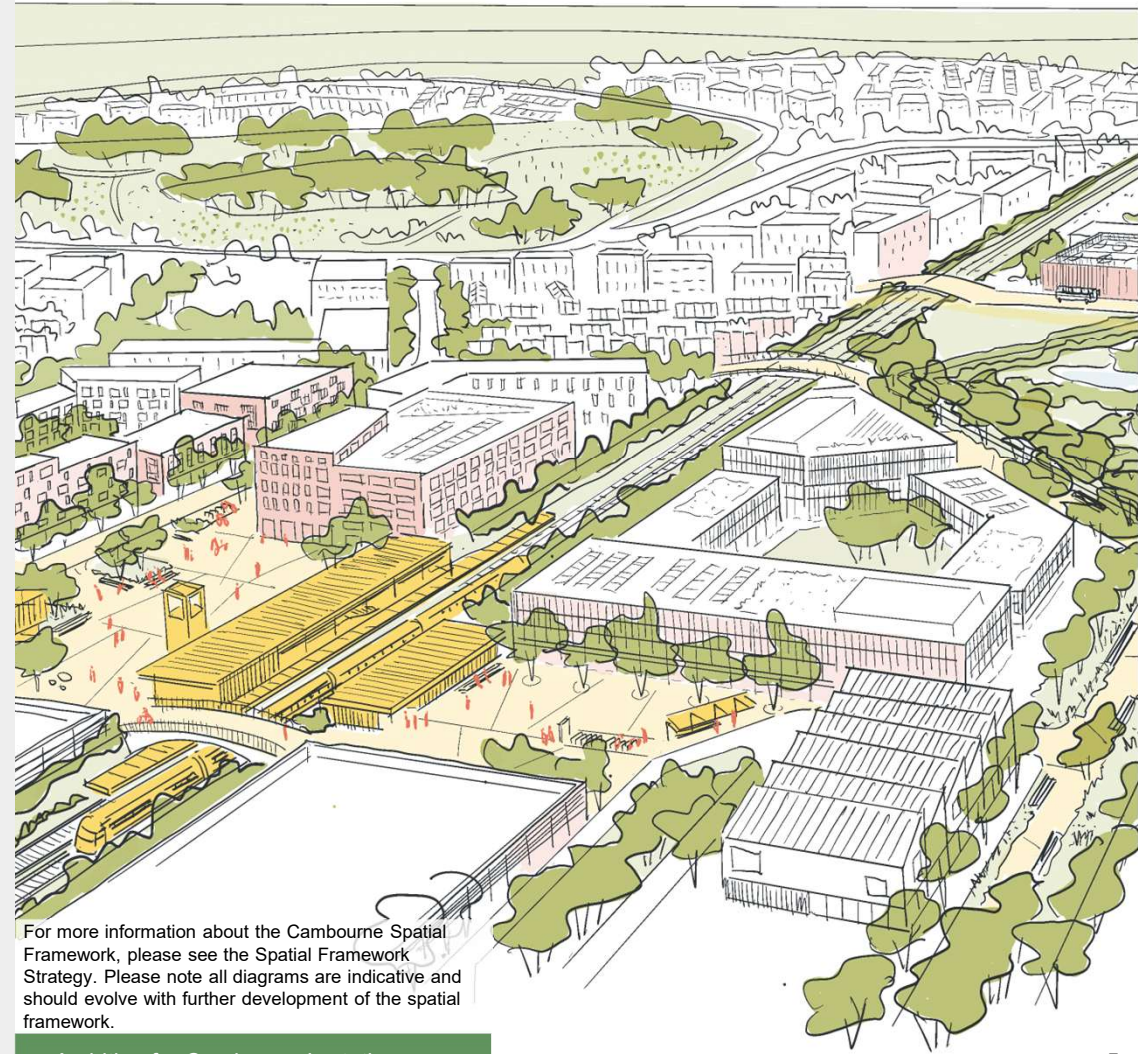 For more information about the Cambourne Spatial
Framework, please see the Spatial Framework
Strategy. Please note all diagrams are indicative and
should evolve with further development of the spatial
framework.